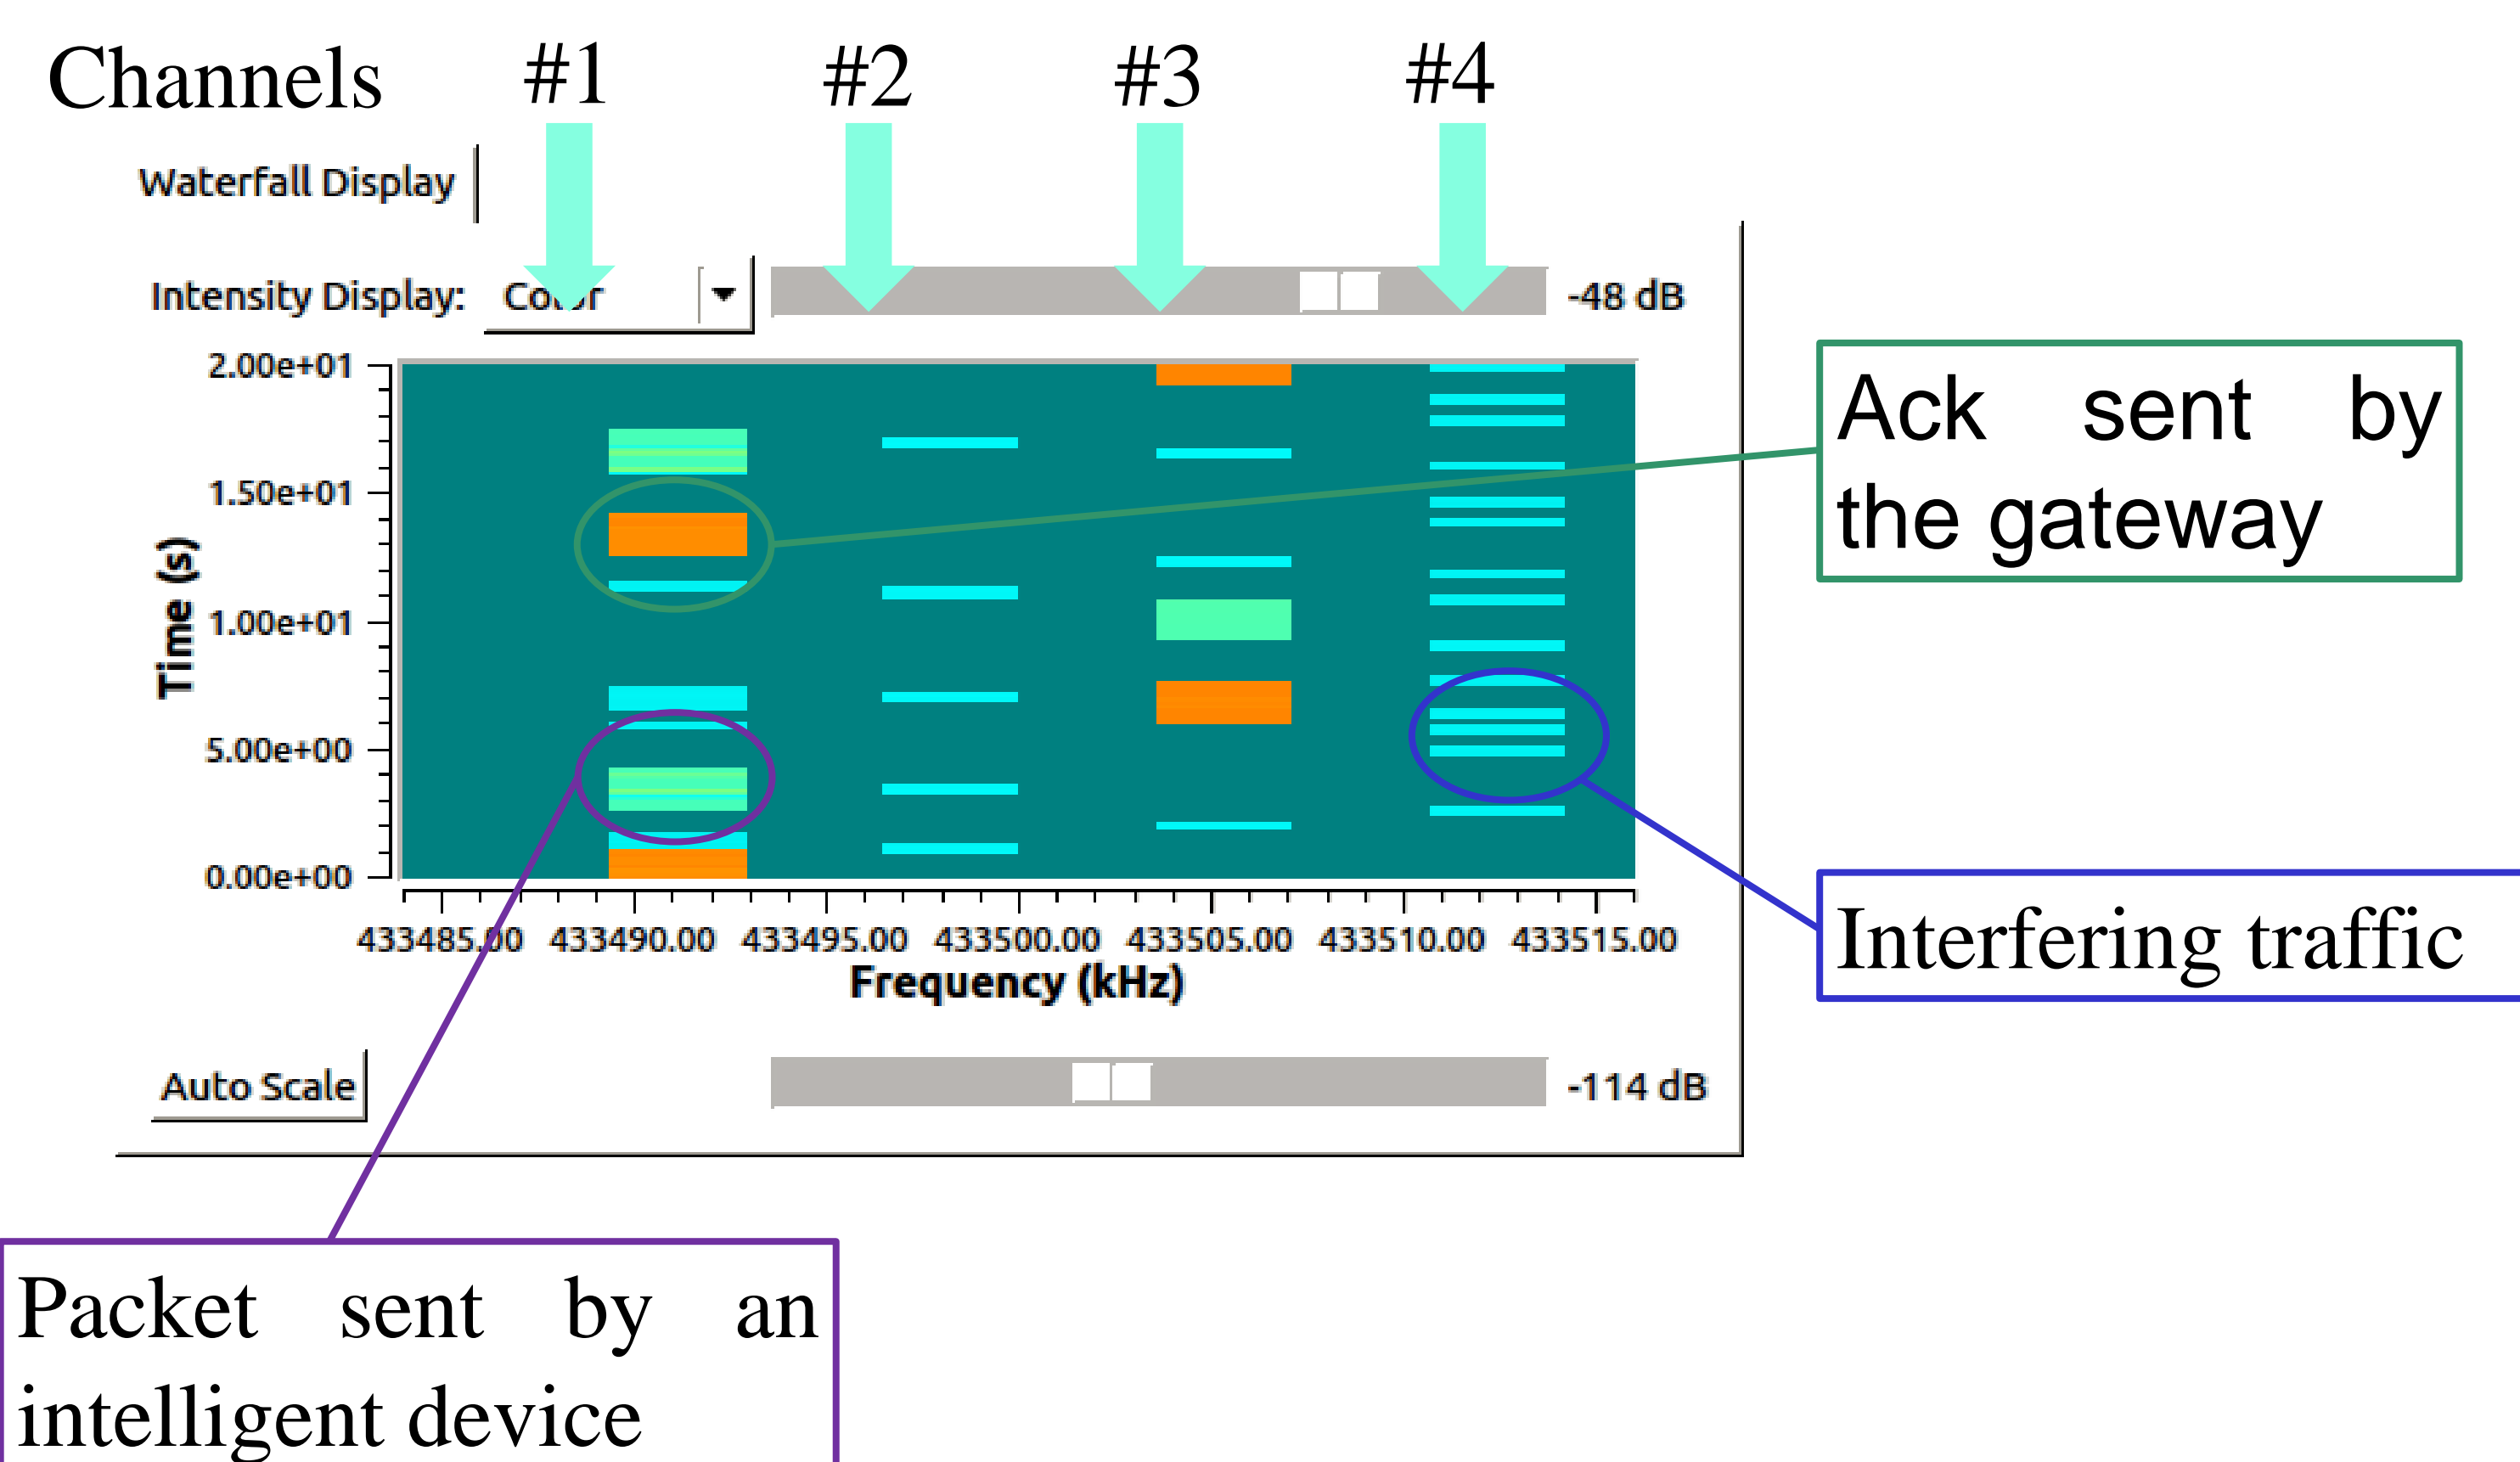 Channels #1 #2 #3 #4
Waterfall Display
Intensity Display: Color -48 dB
2.00e+01
1.50e+01
1.00e+01
5.00e+00
0.00e+00
Time (s)
433485.00 433490.00 433495.00 433500.00 433505.00 433510.00 433515.00
Frequency (kHz)
Auto Scale -114 dB
Ack sent by
the gateway
Interfering traffic
Packet sent by an
intelligent device